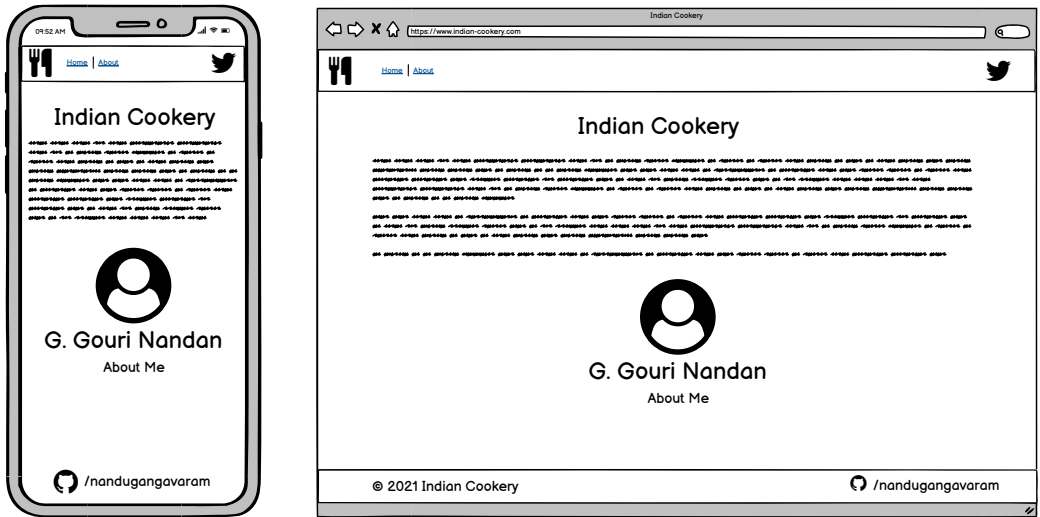 09:52 AM
Home | About
Indian Cookery
G. Gouri Nandan
About Me
/nandugangavaram
Indian Cookery
https://www.indian-cookery.com
Home | About
Indian Cookery
G. Gouri Nandan
About Me
© 2021 Indian Cookery
/nandugangavaram